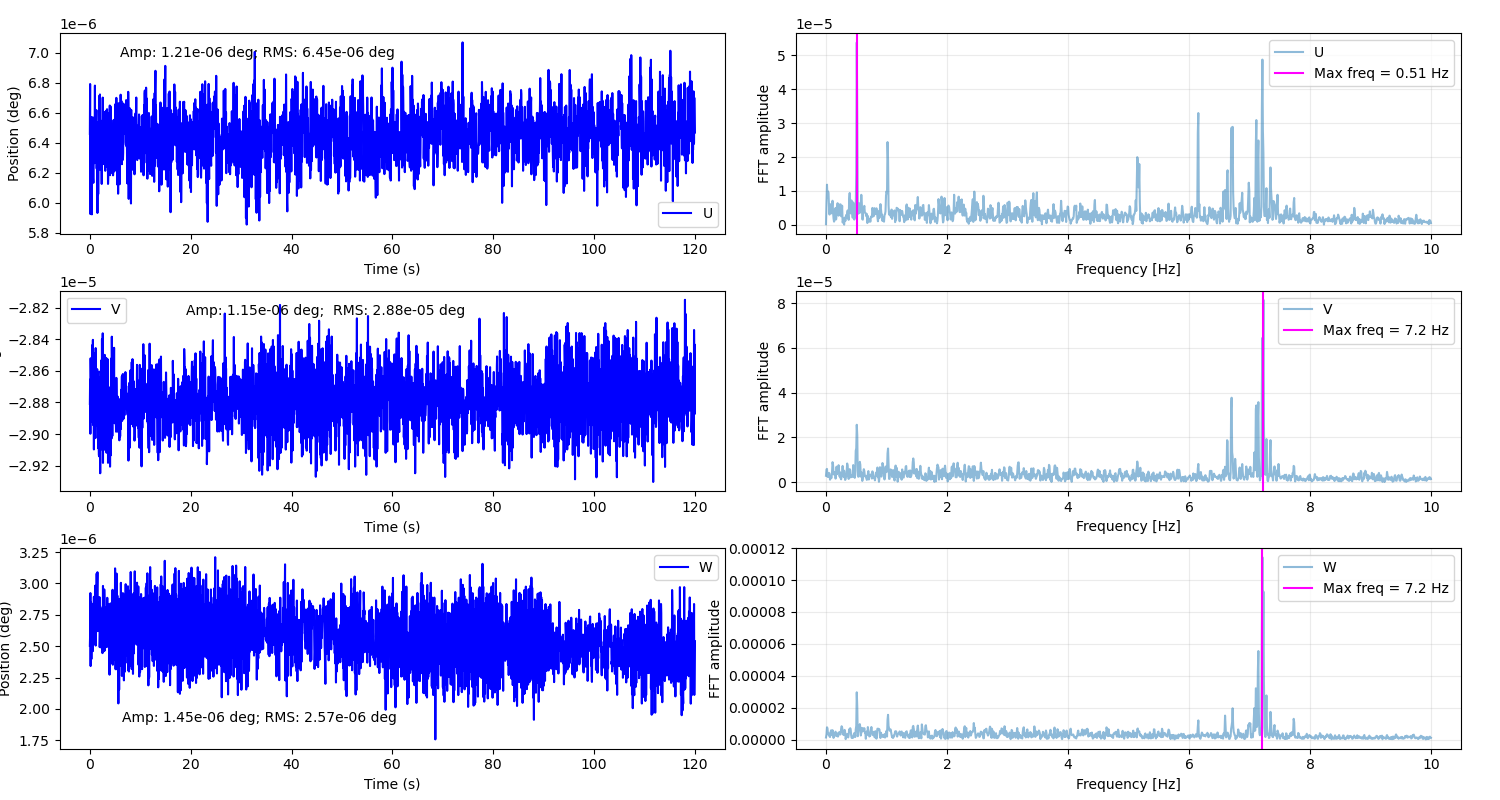 1e−6
Amp: 1.21e-06 deg; RMS: 6.45e-06 deg
7.0
6.8
6.6
6.4
6.2
6.0
5.8
Position (deg)
U
0 20 40 60 80 100 120
Time (s)
1e−5
U
Max freq = 0.51 Hz
5
4
3
2
1
0
FFT amplitude
0 2 4 6 8 10
Frequency [Hz]
1e−5
V
Amp: 1.15e-06 deg;  RMS: 2.88e-05 deg
−2.82
−2.84
−2.86
−2.88
−2.90
−2.92
0 20 40 60 80 100 120
Time (s)
1e−5
V
Max freq = 7.2 Hz
8
6
4
2
0
FFT amplitude
0 2 4 6 8 10
Frequency [Hz]
1e−6
W
3.25
3.00
2.75
2.50
2.25
2.00
1.75
Position (deg)
Amp: 1.45e-06 deg; RMS: 2.57e-06 deg
0 20 40 60 80 100 120
Time (s)
W
Max freq = 7.2 Hz
0.00012
0.00010
0.00008
0.00006
0.00004
0.00002
0.00000
FFT amplitude
0 2 4 6 8 10
Frequency [Hz]